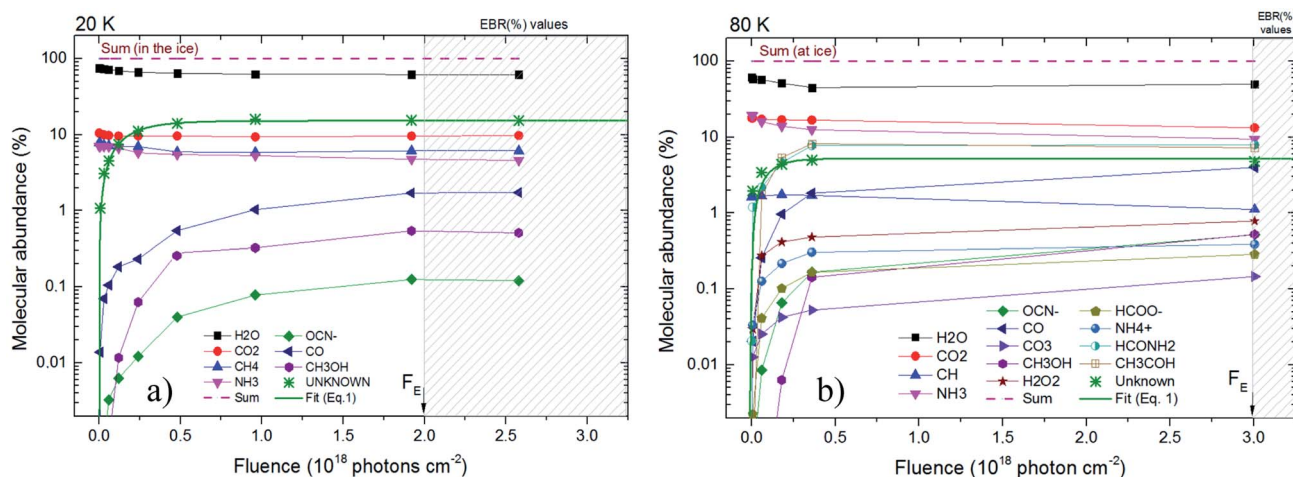 20 K
EBR(%) values
Sum (in the ice)
100
10
1
0.1
0.01
Molecular abundance (%)
H2O
CO2
CH4
NH3
Sum
OCN-
CO
CH3OH
UNKNOWN
Fit (Eq.1)
a)
F_E
0.0 0.5 1.0 1.5 2.0 2.5 3.0
Fluence (10^18 photons cm^-2)
80 K
EBR(%)
values
Sum (at ice)
100
10
1
0.1
0.01
Molecular abundance (%)
H2O
CO2
CH
NH3
OCN-
CO
CO3
CH3OH
H2O2
Sum
HCOO-
NH4+
HCONH2
CH3COH
Unknown
Fit (Eq. 1)
b)
F_E
0.0 0.5 1.0 1.5 2.0 2.5 3.0
Fluence (10^18 photon cm^-2)